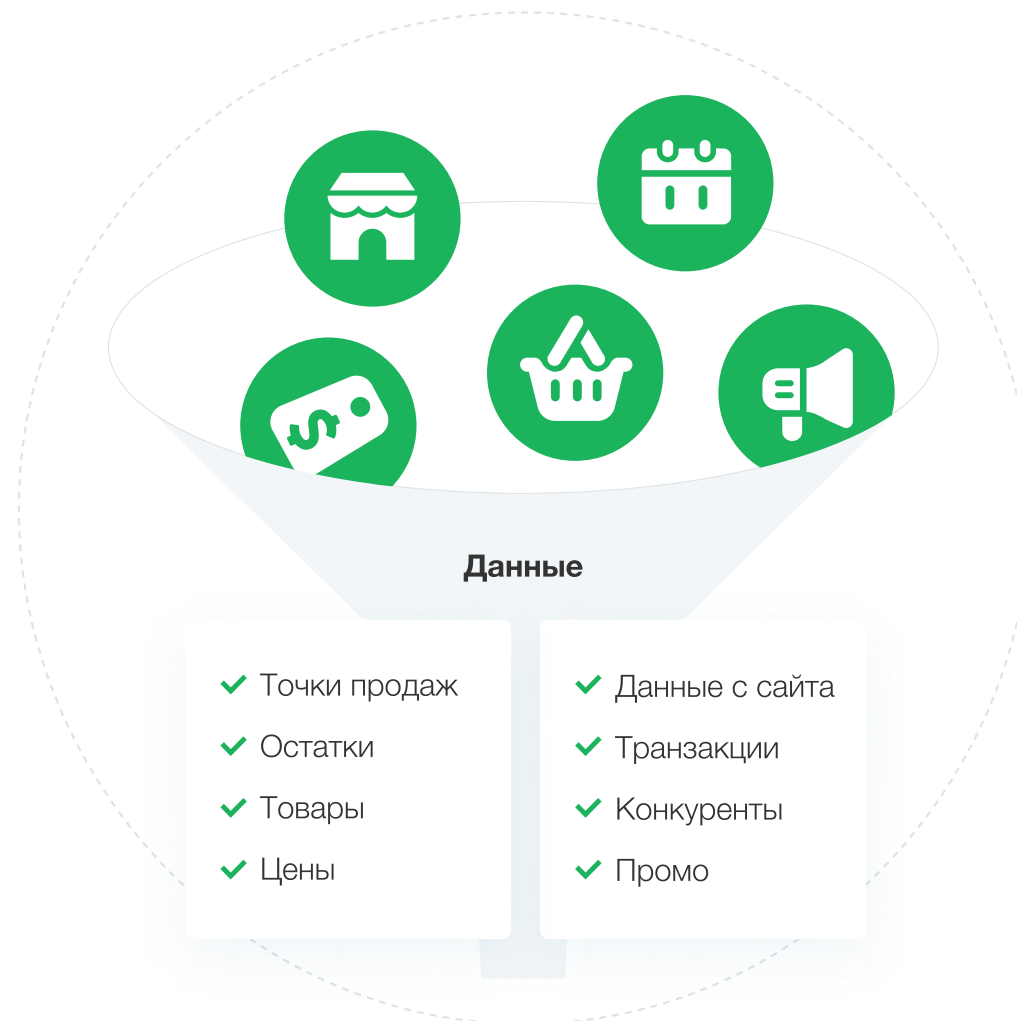 Данные
Точки продаж
Остатки
Товары
Цены
Данные с сайта
Транзакции
Конкуренты
Промо